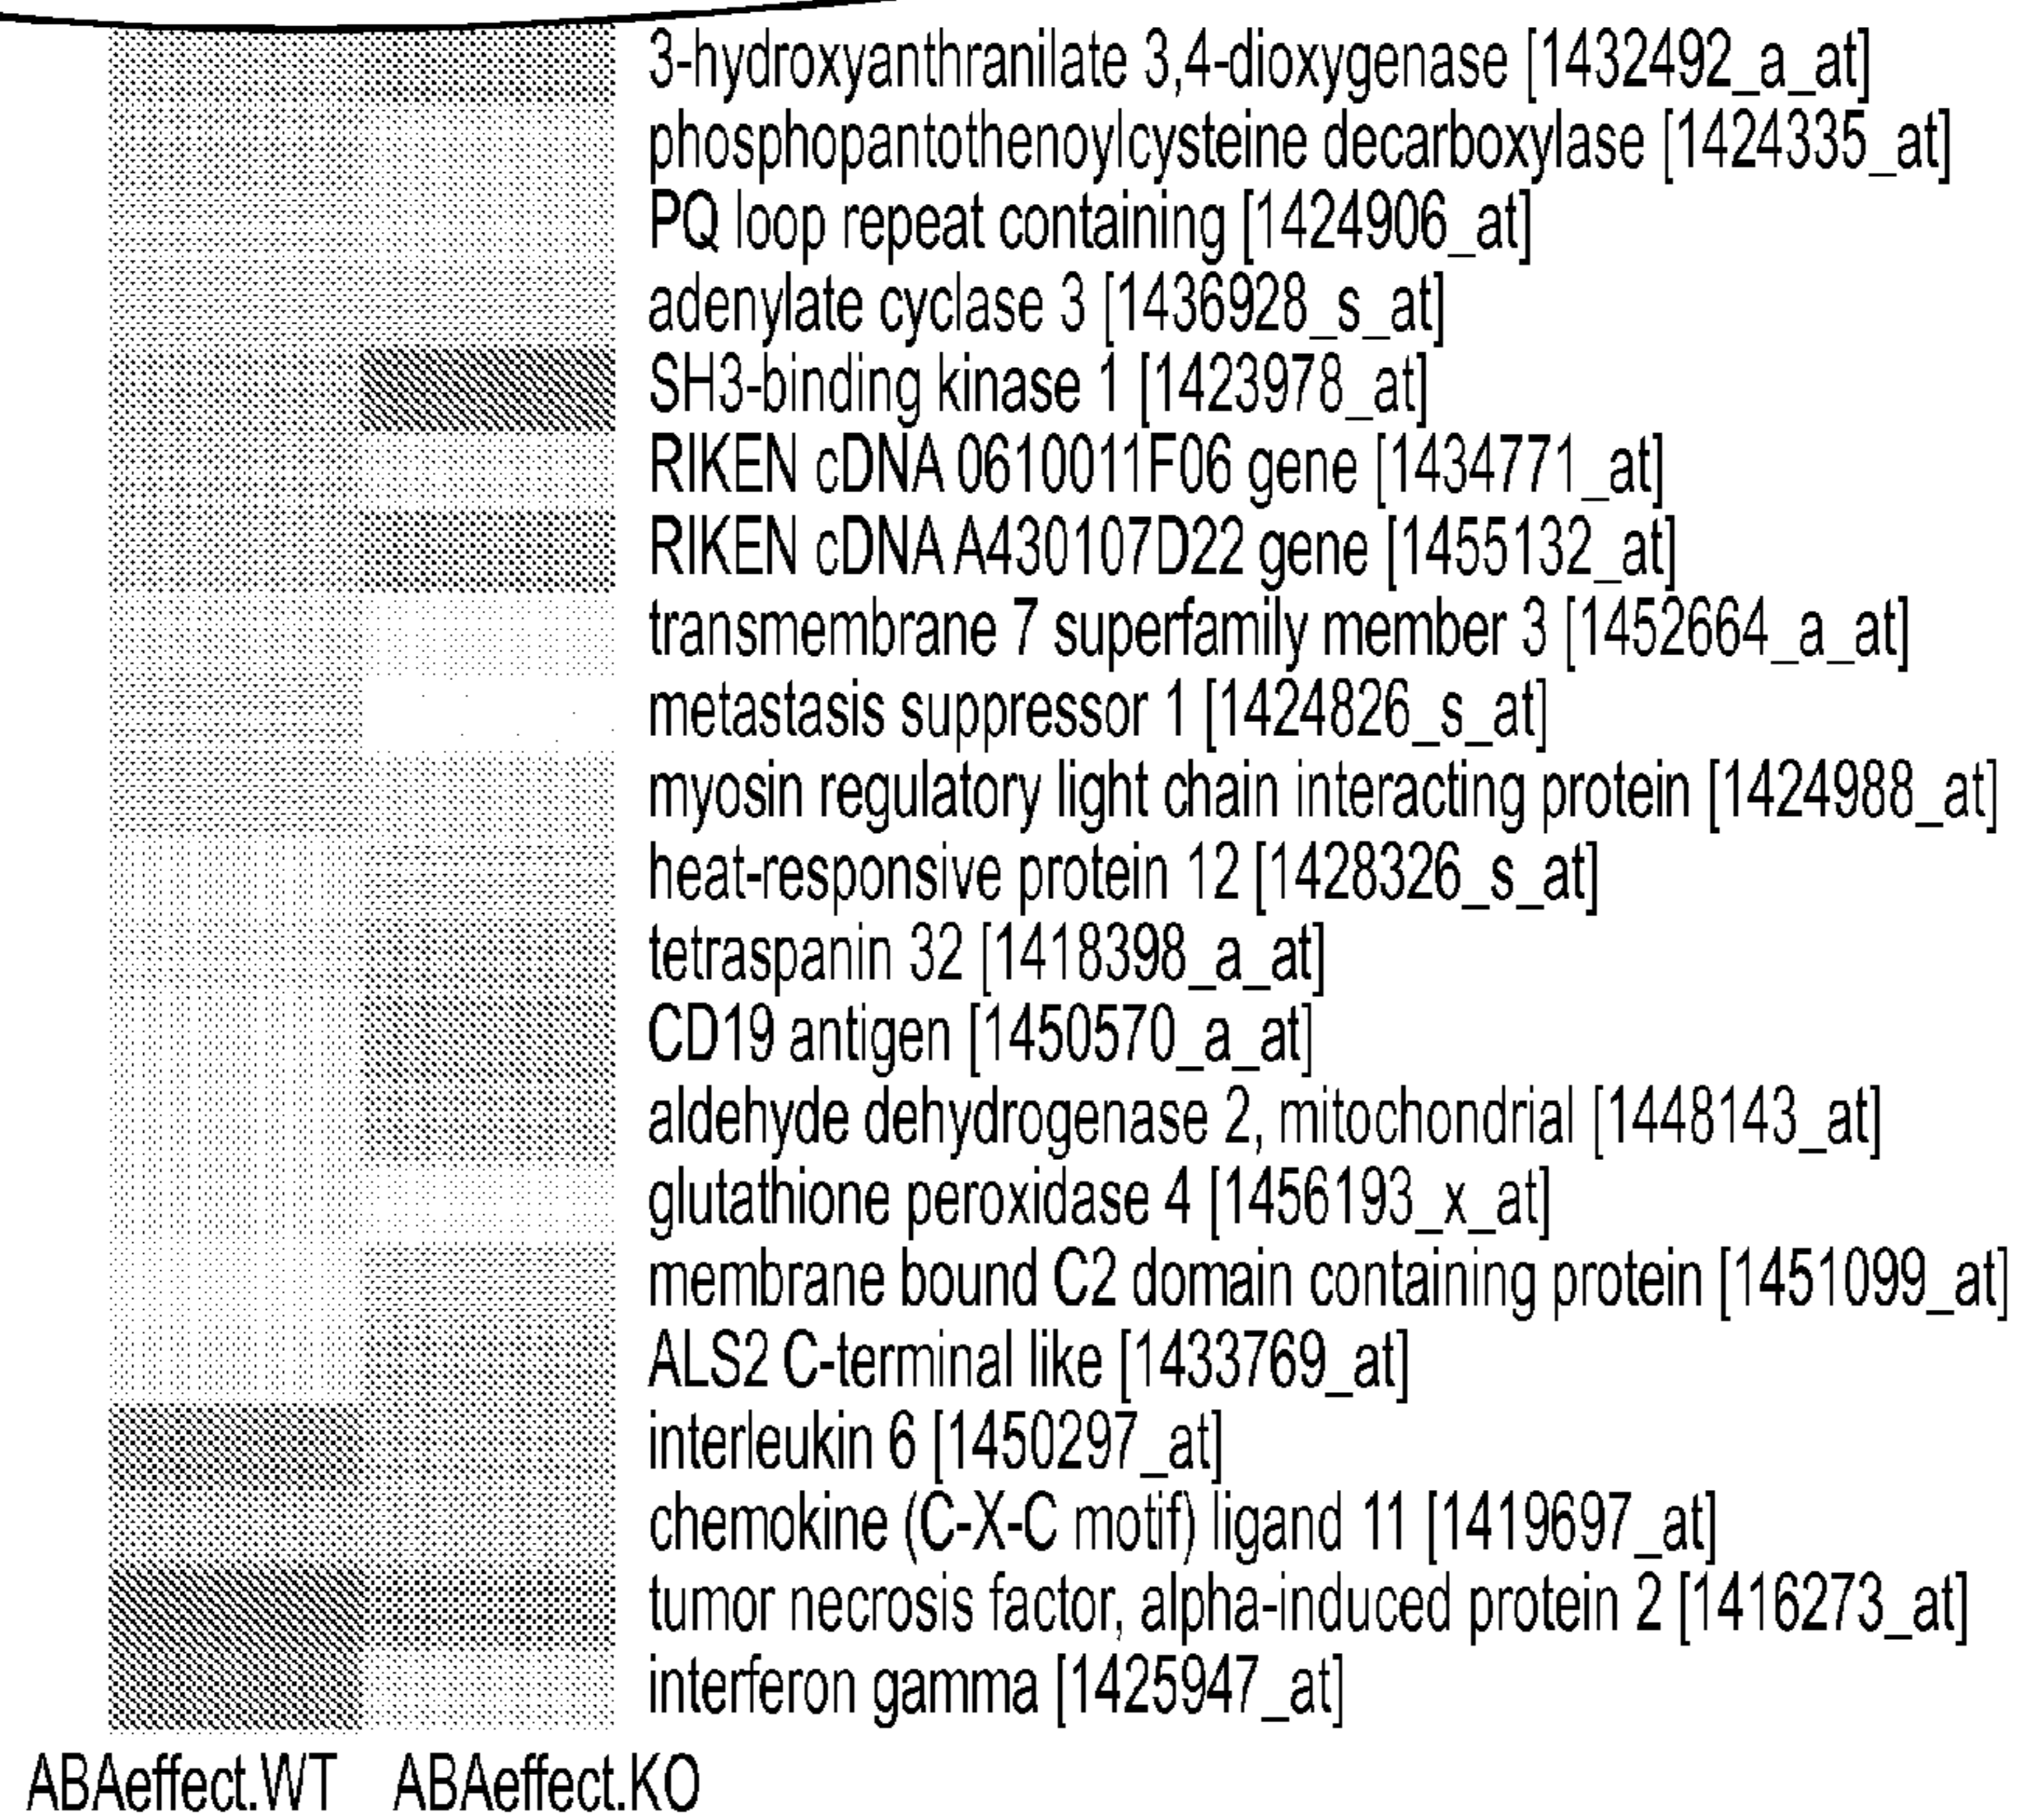 3-hydroxyanthranilate 3,4-dioxygenase [1432492_a_at]
phosphopantothenoylcysteine decarboxylase [1424335_at]
PQ loop repeat containing [1424906_at]
adenylate cyclase 3 [1436928_s_at]
SH3-binding kinase 1 [1423978_at]
RIKEN cDNA 0610011F06 gene [1434771_at]
RIKEN cDNA A430107D22 gene [1455132_at]
transmembrane 7 superfamily member 3 [1452664_a_at]
metastasis suppressor 1 [1424826_s_at]
myosin regulatory light chain interacting protein [1424988_at]
heat-responsive protein 12 [1428326_s_at]
tetraspanin 32 [1418398_a_at]
CD19 antigen [1450570_a_at]
aldehyde dehydrogenase 2, mitochondrial [1448143_at]
glutathione peroxidase 4 [1456193_x_at]
membrane bound C2 domain containing protein [1451099_at]
ALS2 C-terminal like [1433769_at]
interleukin 6 [1450297_at]
chemokine (C-X-C motif) ligand 11 [1419697_at]
tumor necrosis factor, alpha-induced protein 2 [1416273_at]
interferon gamma [1425947_at]
ABAeffect.WT ABAeffect.KO